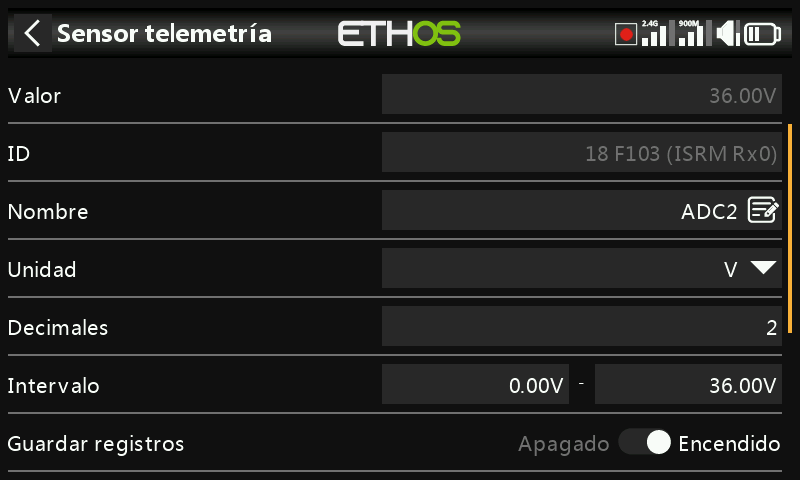 Sensor telemetría ETHOS 2.4G 900M
Valor 36.00V
ID 18 F103 (ISRM Rx0)
Nombre ADC2
Unidad V
Decimales 2
Intervalo 0.00V - 36.00V
Guardar registros Apagado Encendido